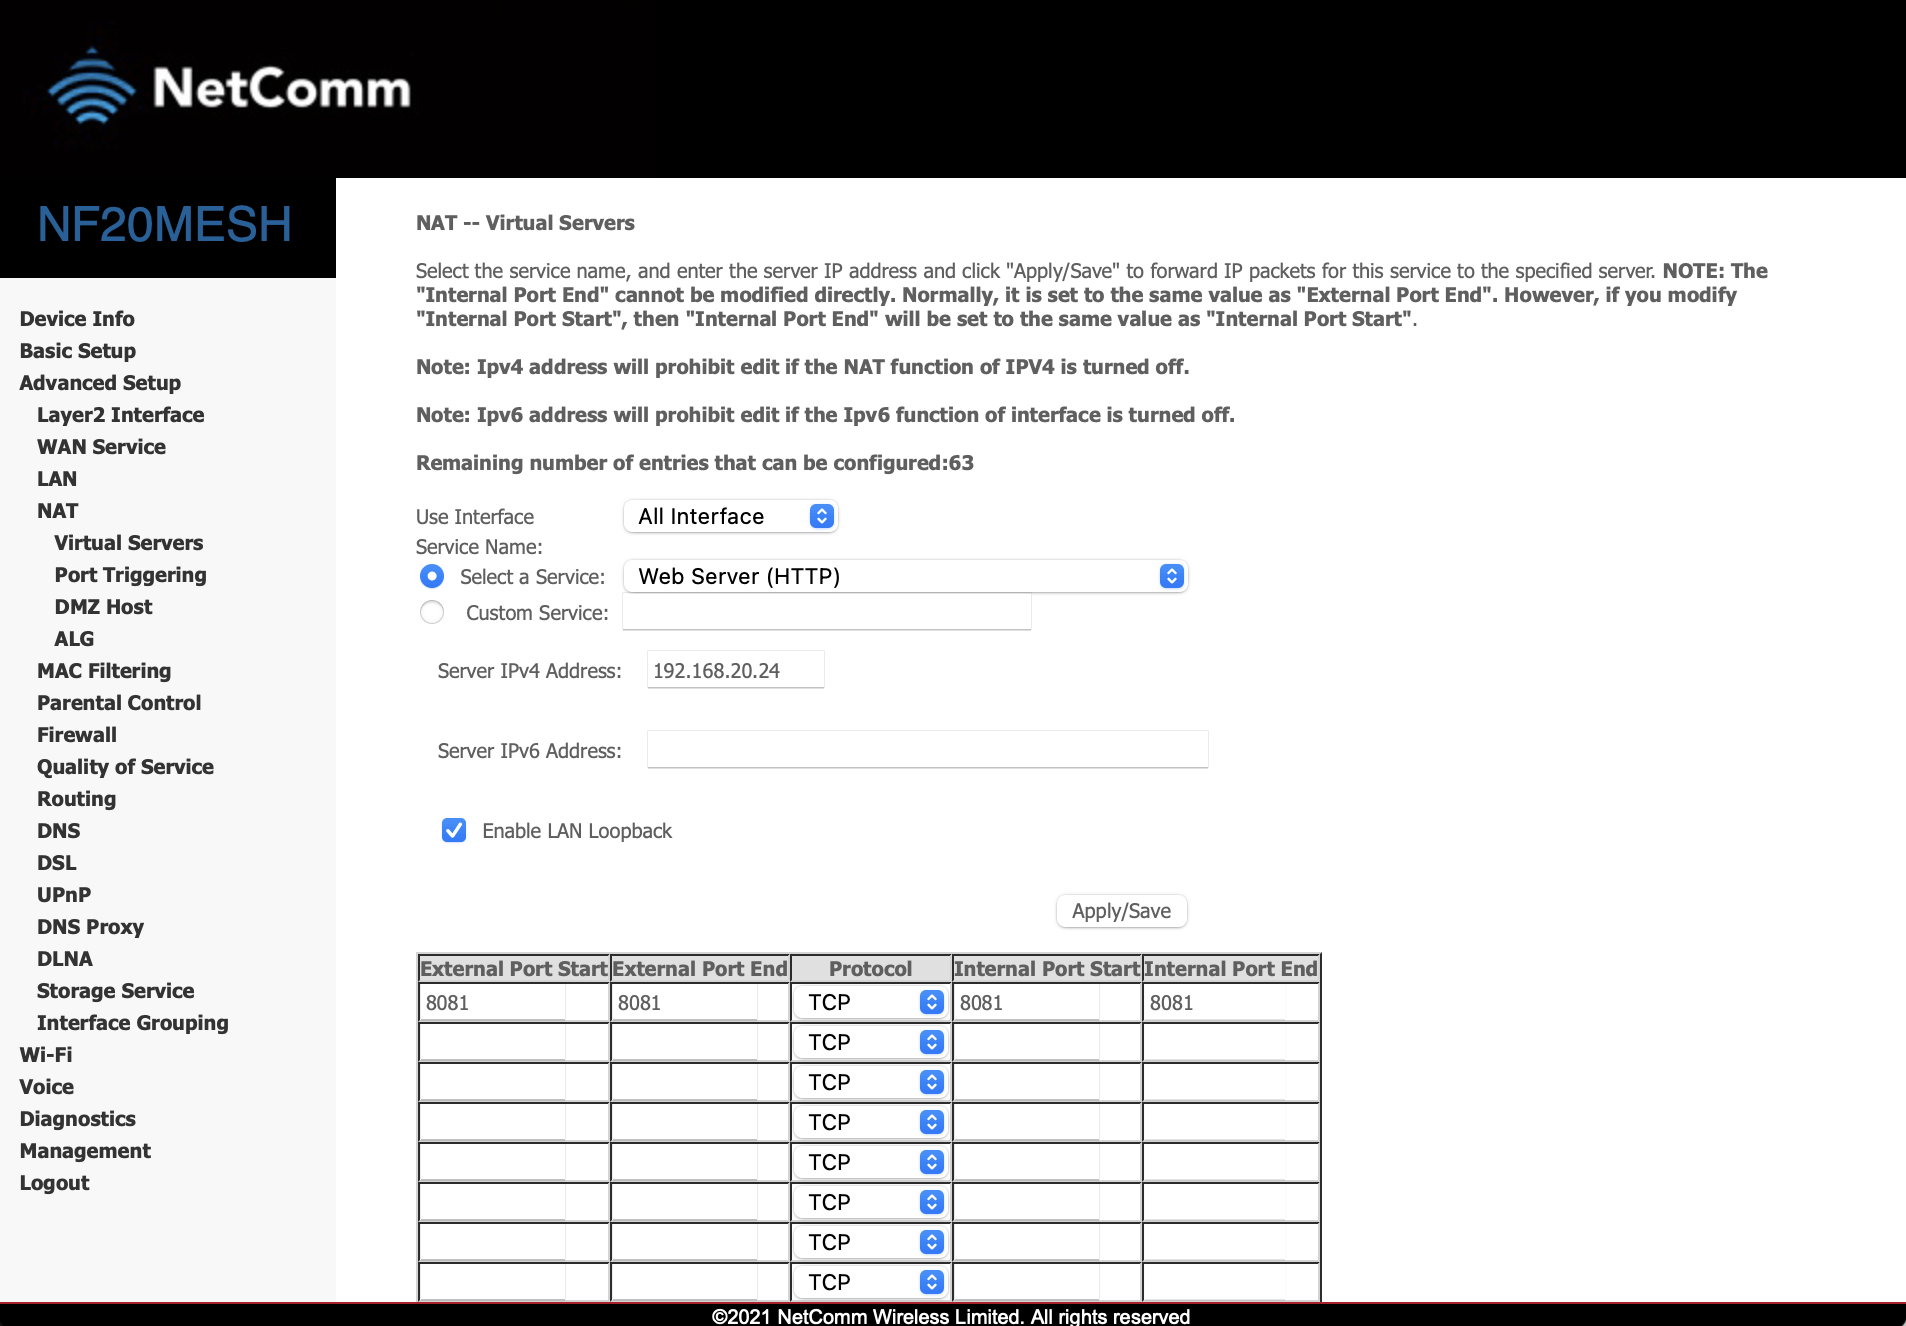 NetComm
NF20MESH
Device Info
Basic Setup
Advanced Setup
Layer2 Interface
WAN Service
LAN
NAT
Virtual Servers
Port Triggering
DMZ Host
ALG
MAC Filtering
Parental Control
Firewall
Quality of Service
Routing
DNS
DSL
UPnP
DNS Proxy
DLNA
Storage Service
Interface Grouping
Wi-Fi
Voice
Diagnostics
Management
Logout
NAT -- Virtual Servers
Select the service name, and enter the server IP address and click "Apply/Save" to forward IP packets for this service to the specified server. NOTE: The
"Internal Port End" cannot be modified directly. Normally, it is set to the same value as "External Port End". However, if you modify
"Internal Port Start", then "Internal Port End" will be set to the same value as "Internal Port Start".
Note: Ipv4 address will prohibit edit if the NAT function of IPV4 is turned off.
Note: Ipv6 address will prohibit edit if the Ipv6 function of interface is turned off.
Remaining number of entries that can be configured:63
Use Interface All Interface
Service Name:
Select a Service: Web Server (HTTP)
Custom Service:
Server IPv4 Address: 192.168.20.24
Server IPv6 Address:
Enable LAN Loopback
Apply/Save
External Port Start External Port End Protocol Internal Port Start Internal Port End
8081 8081 TCP 8081 8081
TCP
TCP
TCP
TCP
TCP
TCP
TCP
©2021 NetComm Wireless Limited. All rights reserved